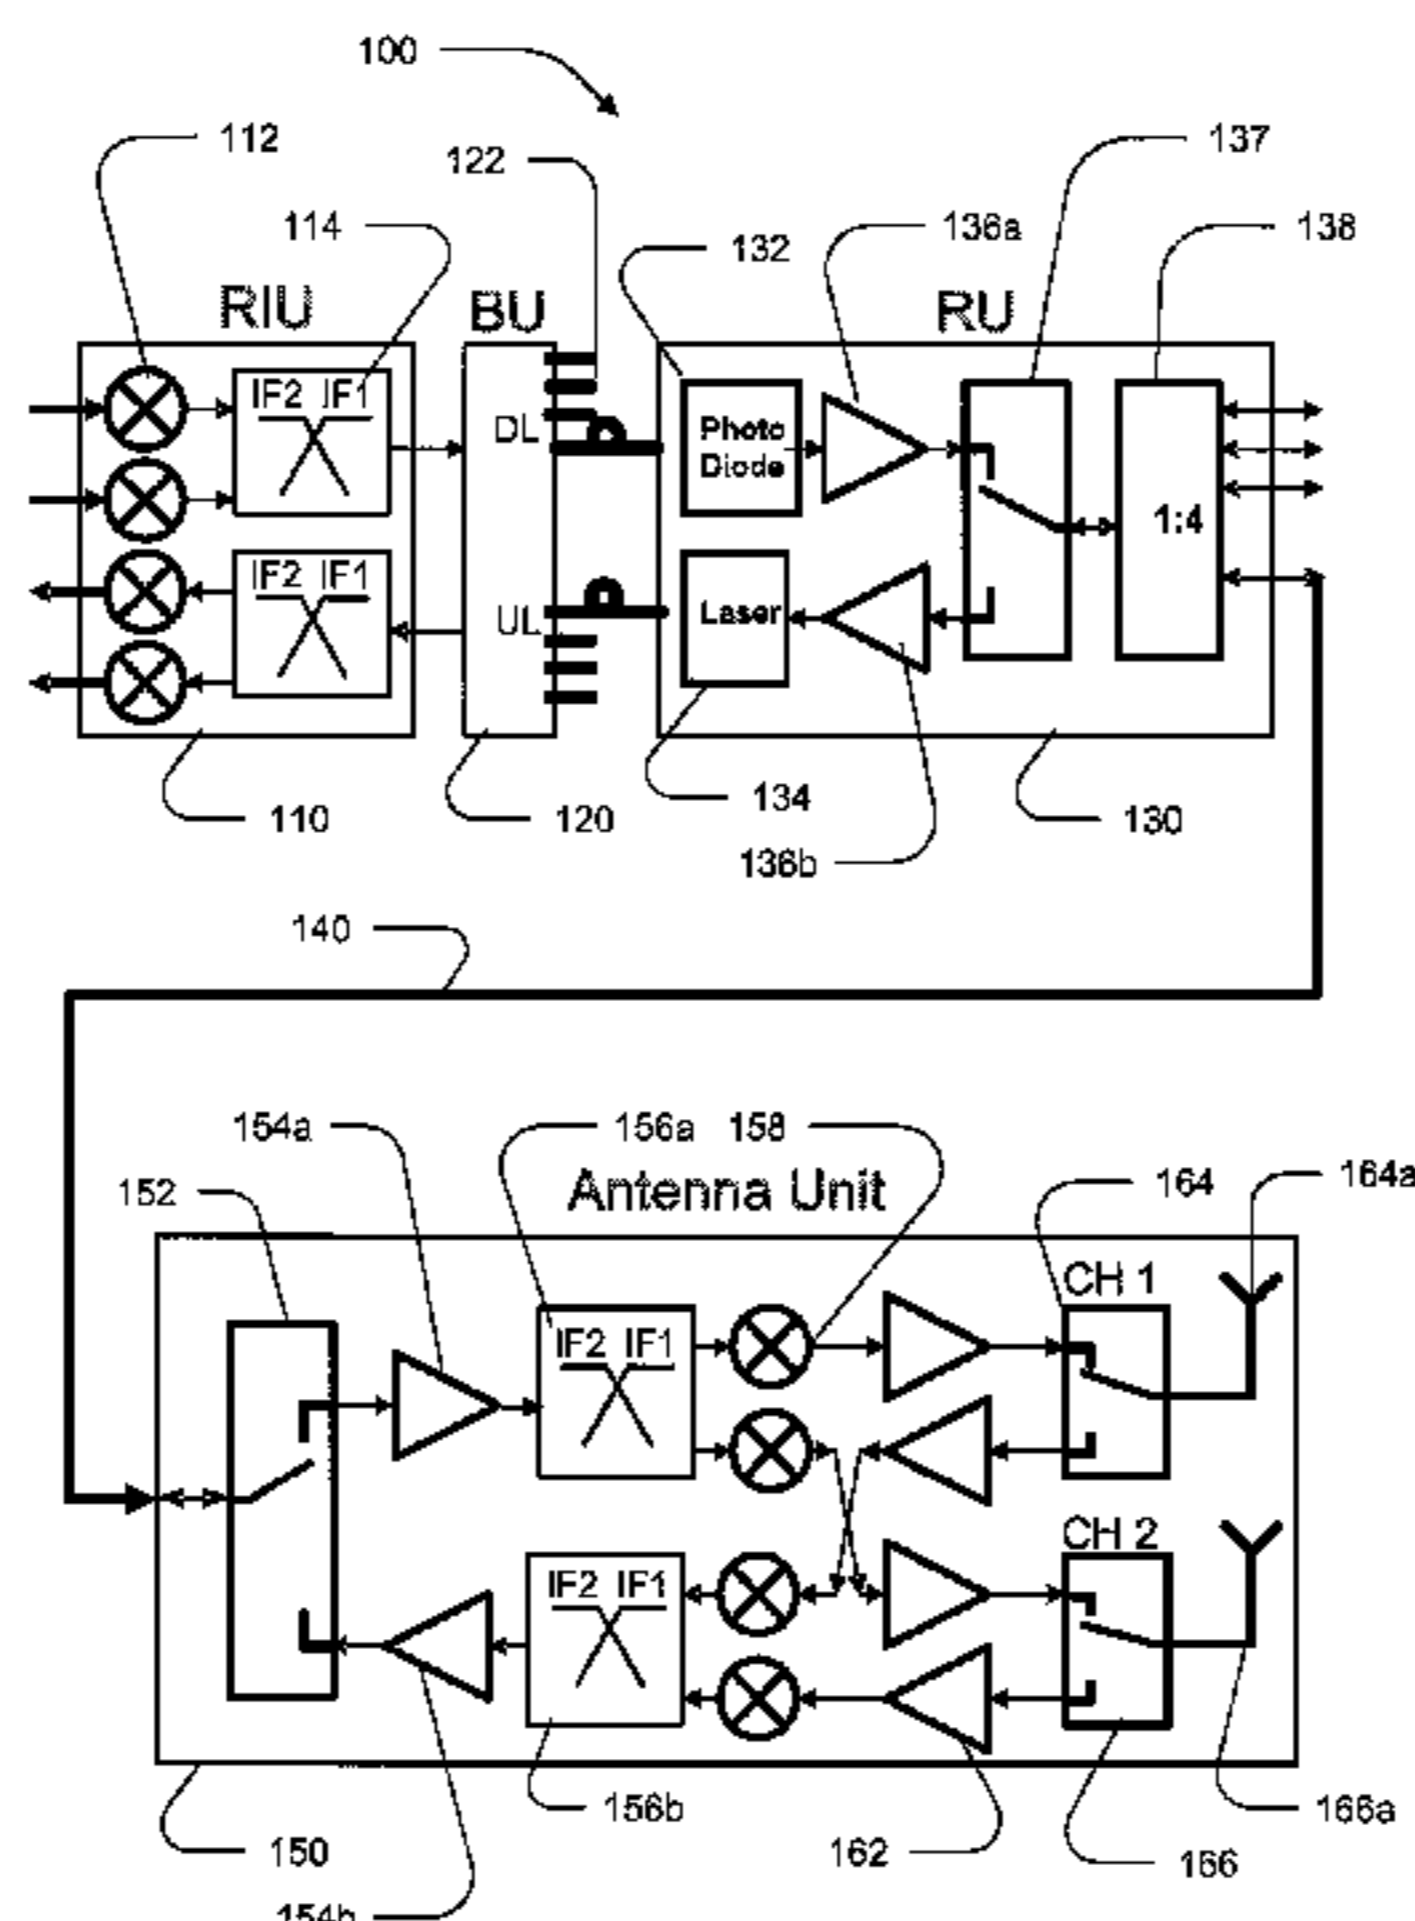 100
112
137
122
114
132
136a
138
RIU
BU
RU
IF2 IF1
DL
Photo
Diode
1:4
IF2 IF1
UL
Laser
110
120
134
130
136b
140
154a
156a
158
152
Antenna Unit
164
164a
CH 1
IF2 IF1
CH 2
IF2 IF1
156b
150
162
166
166a
154b